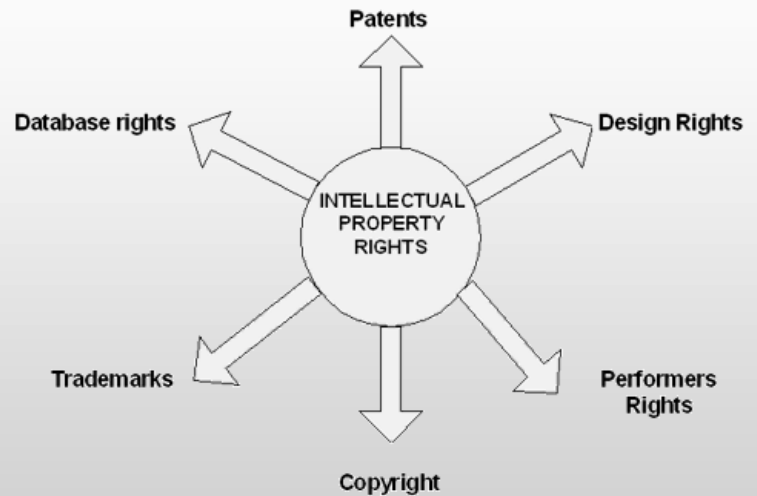 Patents
Database rights
Design Rights
INTELLECTUAL
PROPERTY
RIGHTS
Trademarks
Performers
Rights
Copyright